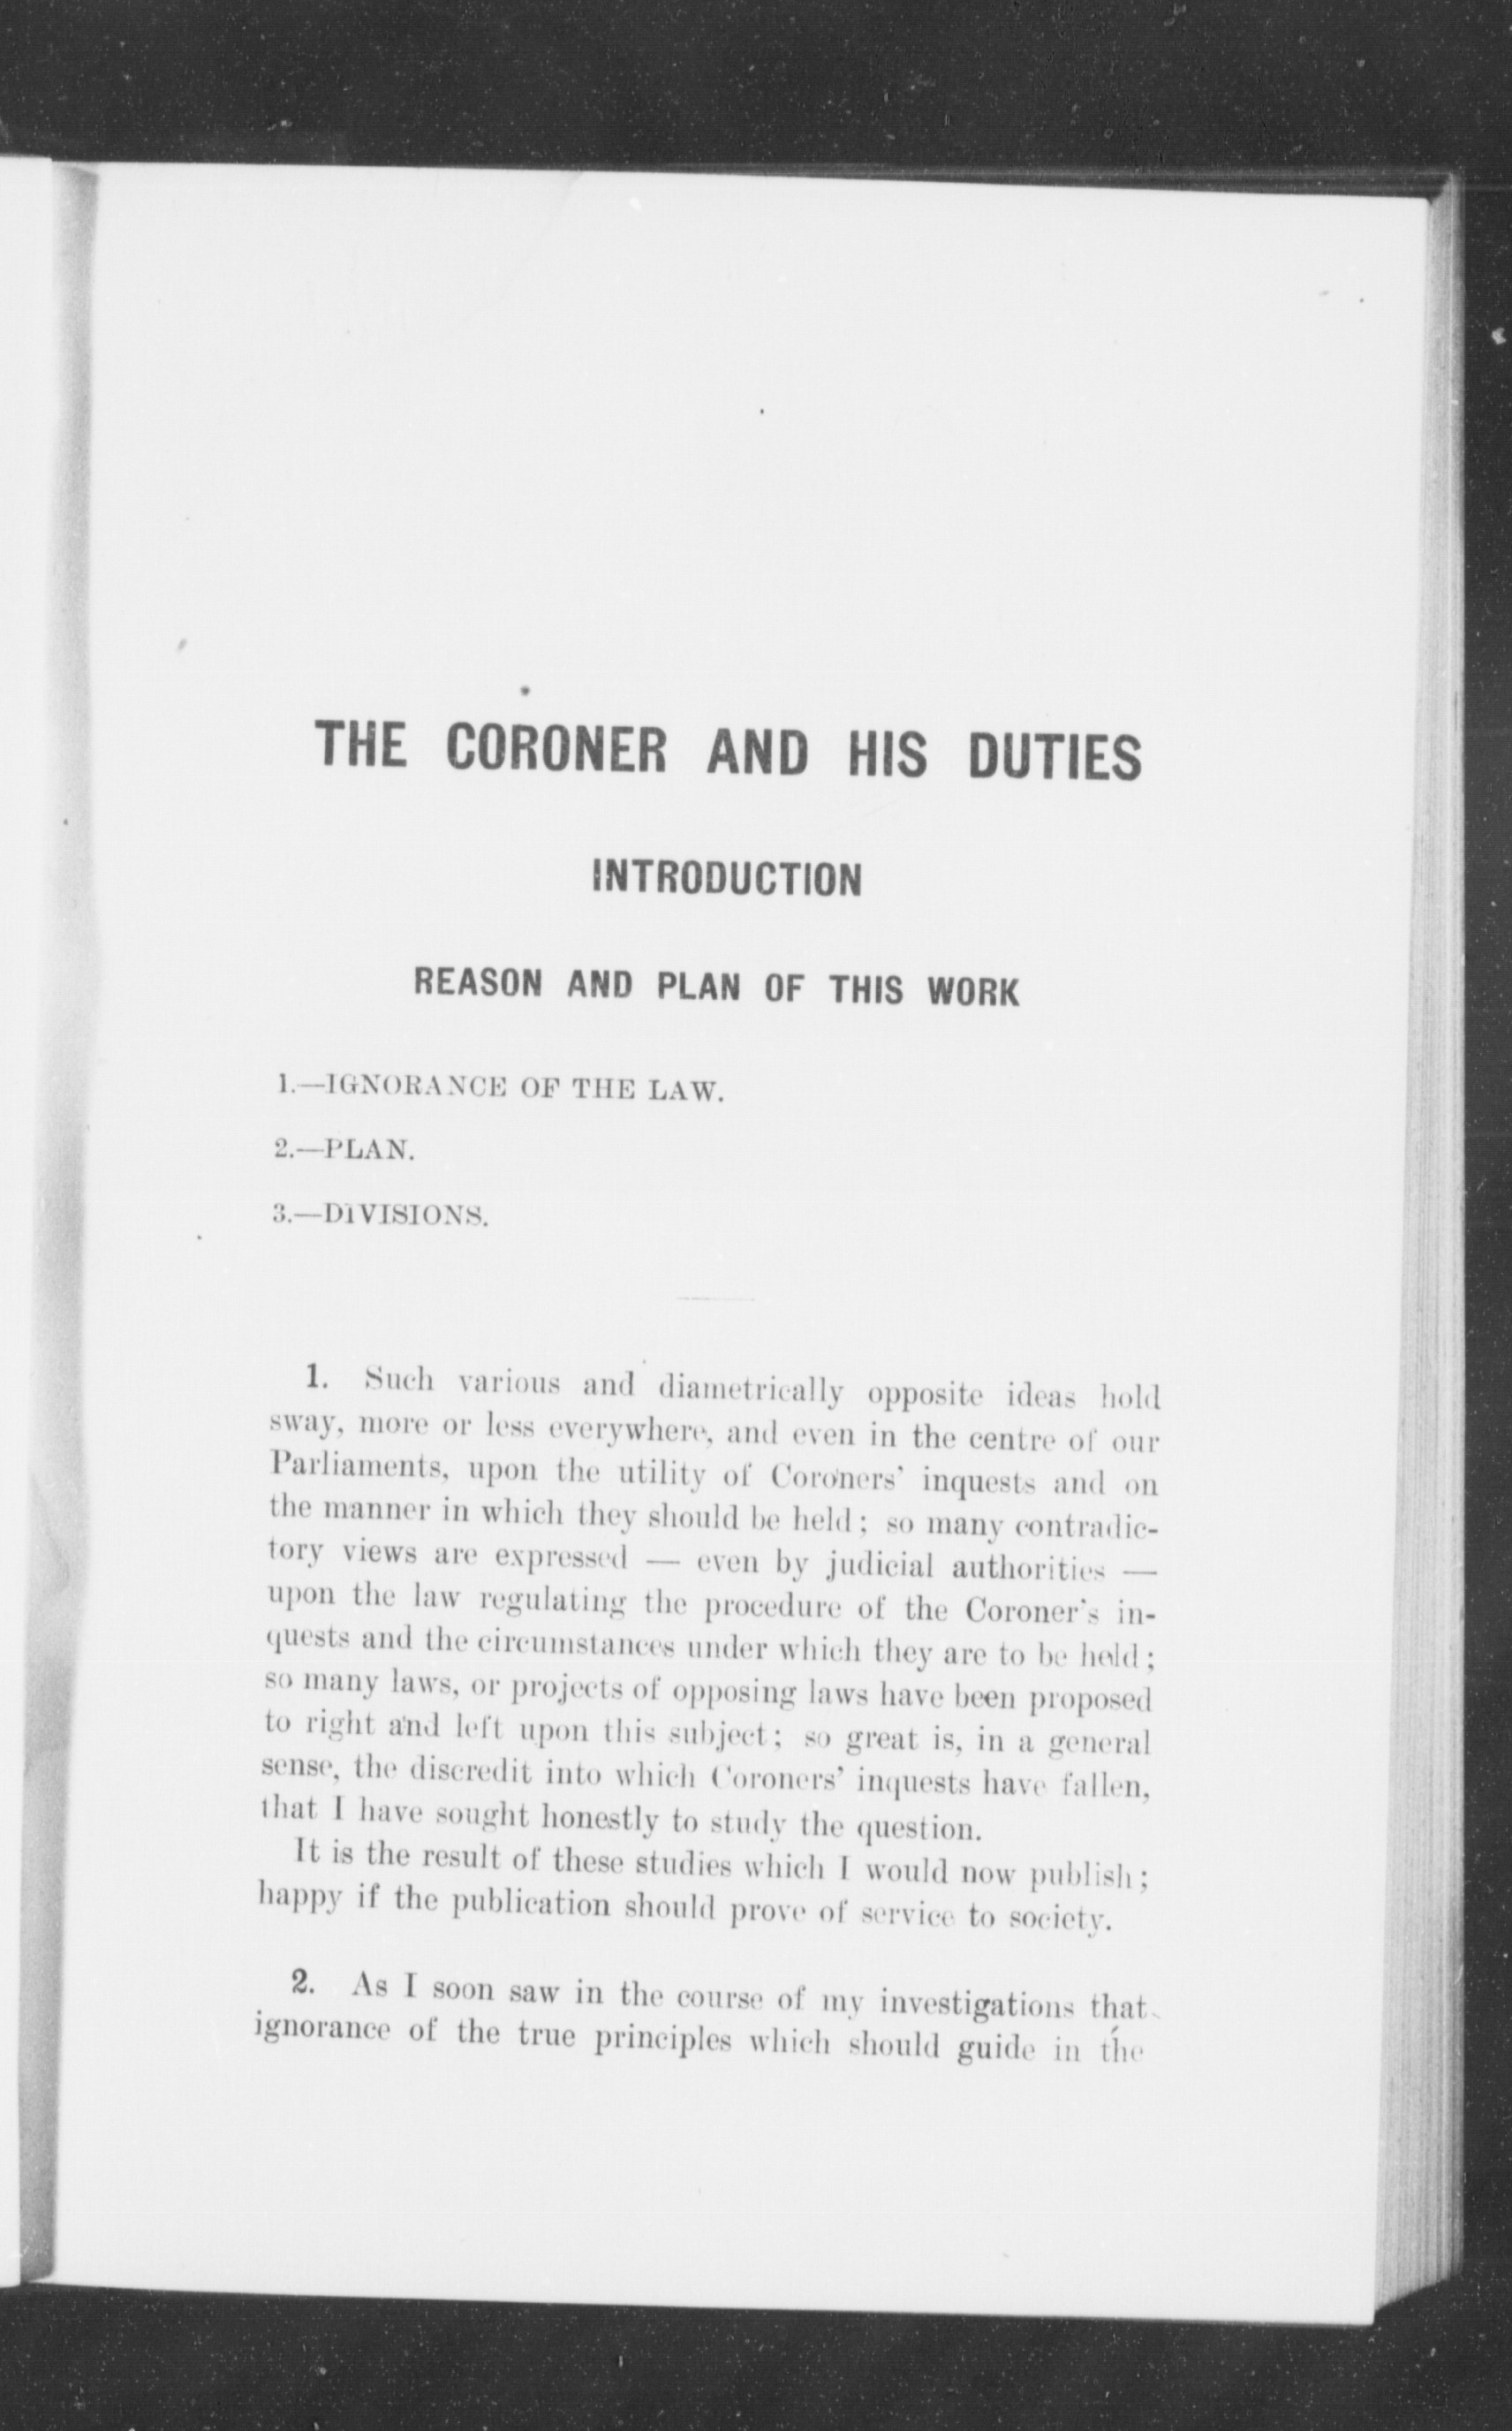 THE CORONER AND HIS DUTIES
INTRODUCTION
REASON AND PLAN OF THIS WORK
1.—IGNORANCE OF THE LAW.
2.—PLAN.
3.—DIVISIONS.
1. Such various and diametrically opposite ideas hold
sway, more or less everywhere, and even in the centre of our
Parliaments, upon the utility of Coroners' inquests and on
the manner in which they should be held; so many contradic-
tory views are expressed — even by judicial authorities —
upon the law regulating the procedure of the Coroner's in-
quests and the circumstances under which they are to be held;
so many laws, or projects of opposing laws have been proposed
to right and left upon this subject; so great is, in a general
sense, the discredit into which Coroners' inquests have fallen,
that I have sought honestly to study the question.
It is the result of these studies which I would now publish;
happy if the publication should prove of service to society.
2. As I soon saw in the course of my investigations that
ignorance of the true principles which should guide in the